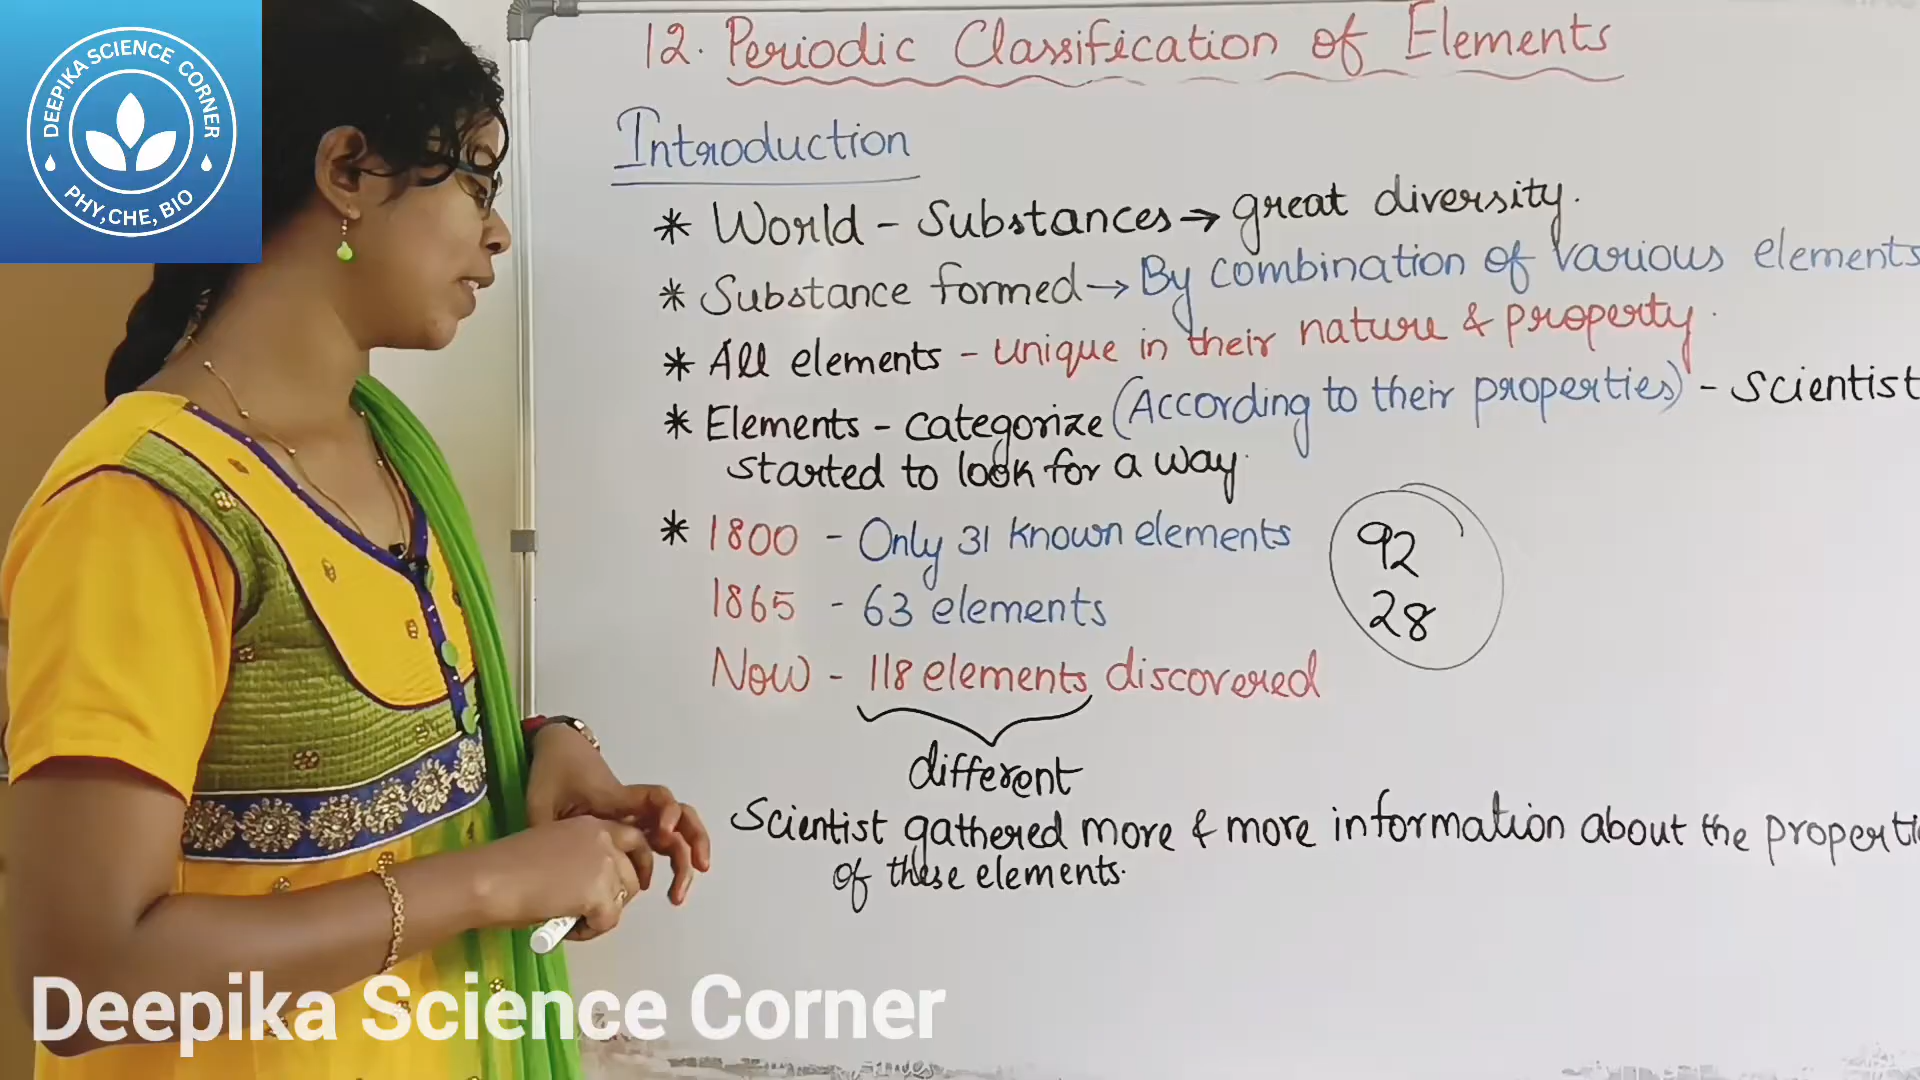 DEEPIKA SCIENCE CORNER
PHY,CHE, BIO
12. Periodic Classification of Elements
Introduction
* World - Substances → great diversity.
* Substance formed → By combination of various elements
* All elements - unique in their nature & property.
* Elements - categorize (According to their properties) - Scientist
started to look for a way.
* 1800 - Only 31 known elements
92
1865 - 63 elements
28
Now - 118 elements discovered
different
Scientist gathered more & more information about the properti
of these elements.
Deepika Science Corner